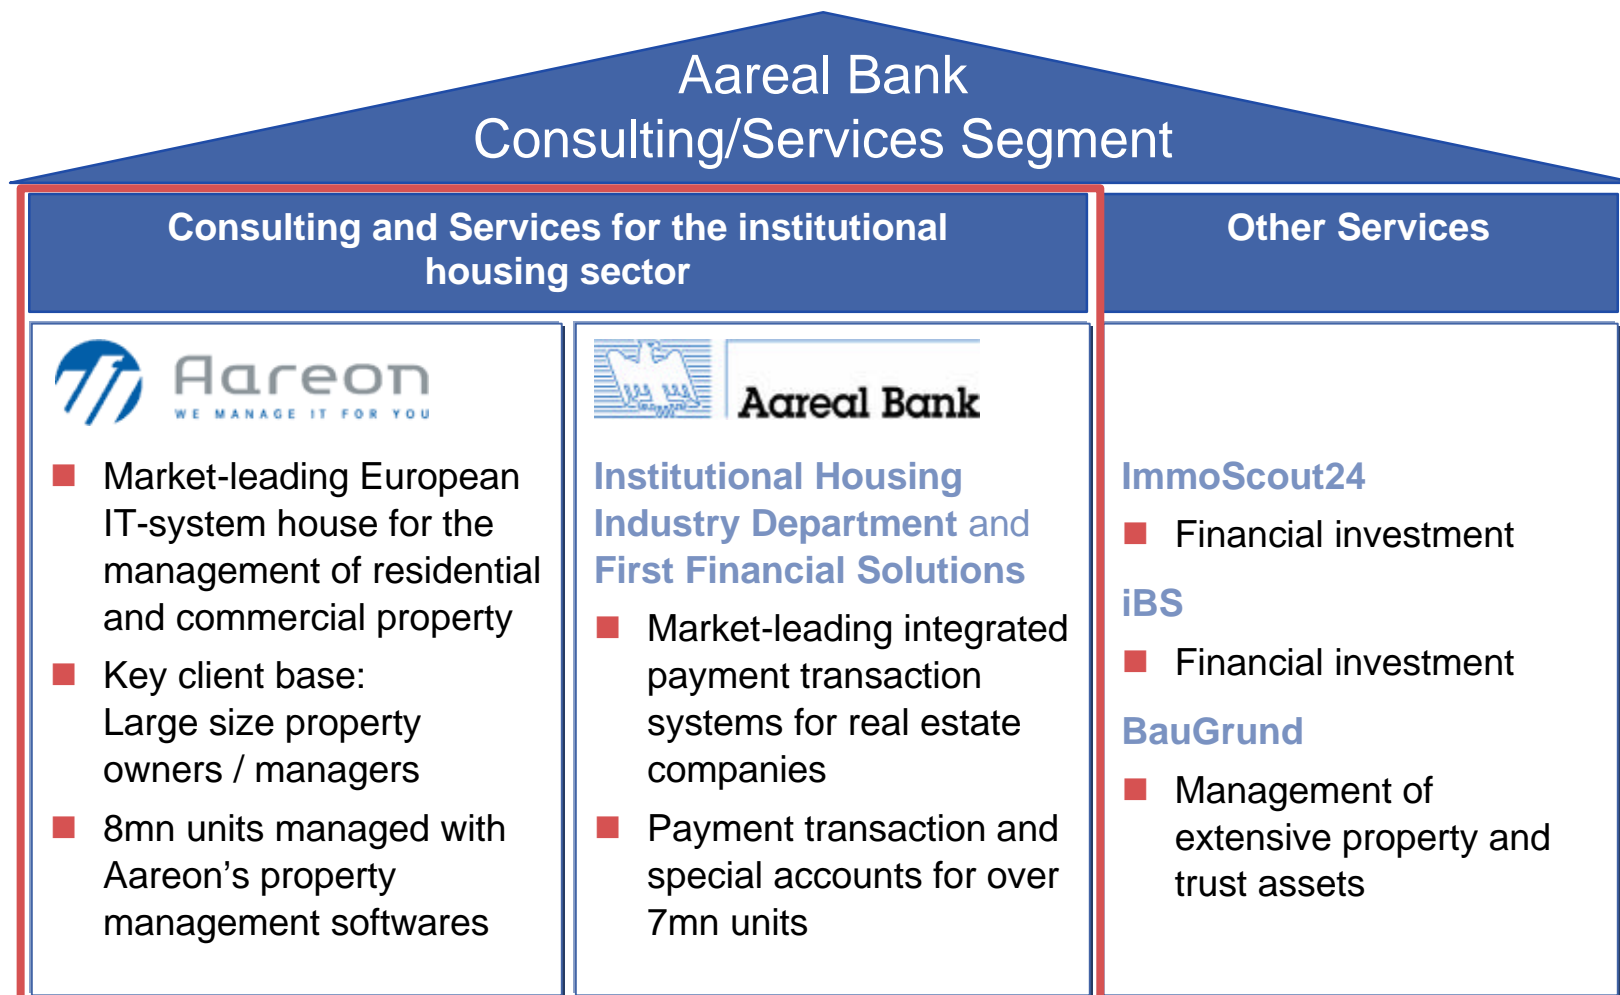 Aareal Bank
Consulting/Services Segment
Consulting and Services for the institutional
housing sector
Other Services
Aareon
WE MANAGE IT FOR YOU
Market-leading European
IT-system house for the
management of residential
and commercial property
Key client base:
Large size property
owners / managers
8mn units managed with
Aareon's property
management softwares
Aareal Bank
Institutional Housing
Industry Department and
First Financial Solutions
Market-leading integrated
payment transaction
systems for real estate
companies
Payment transaction and
special accounts for over
7mn units
ImmoScout24
Financial investment
iBS
Financial investment
BauGrund
Management of
extensive property and
trust assets